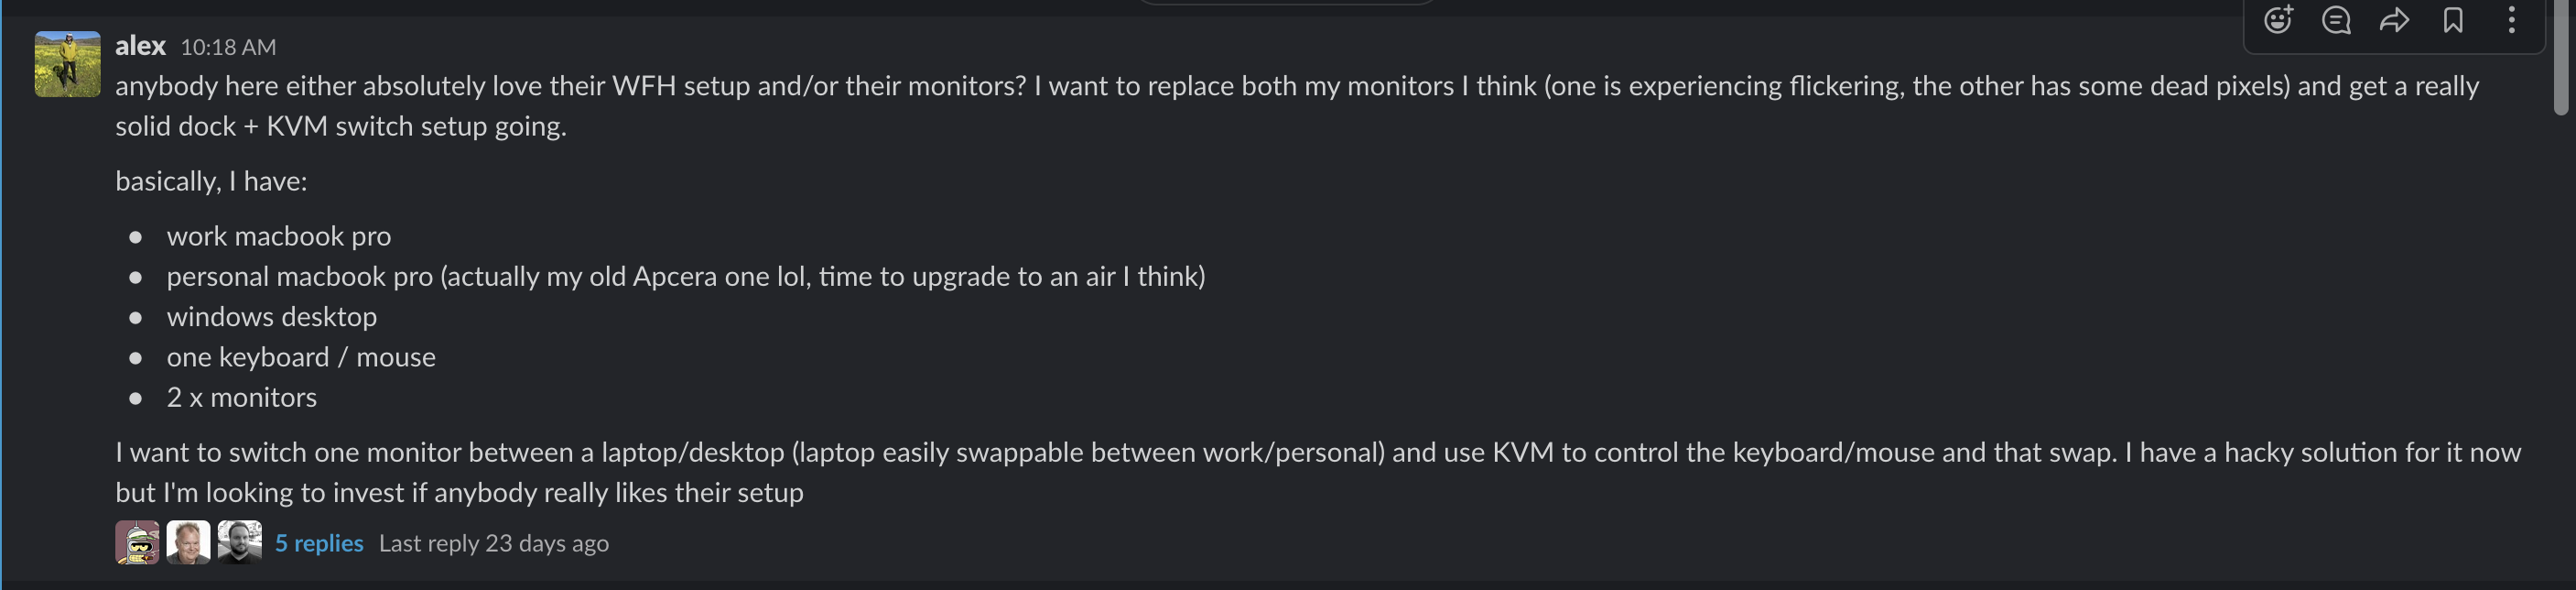 alex 10:18 AM
anybody here either absolutely love their WFH setup and/or their monitors? I want to replace both my monitors I think (one is experiencing flickering, the other has some dead pixels) and get a really
solid dock + KVM switch setup going.
basically, I have:
● work macbook pro
● personal macbook pro (actually my old Apcera one lol, time to upgrade to an air I think)
● windows desktop
● one keyboard / mouse
● 2 x monitors
I want to switch one monitor between a laptop/desktop (laptop easily swappable between work/personal) and use KVM to control the keyboard/mouse and that swap. I have a hacky solution for it now
but I'm looking to invest if anybody really likes their setup
5 replies Last reply 23 days ago